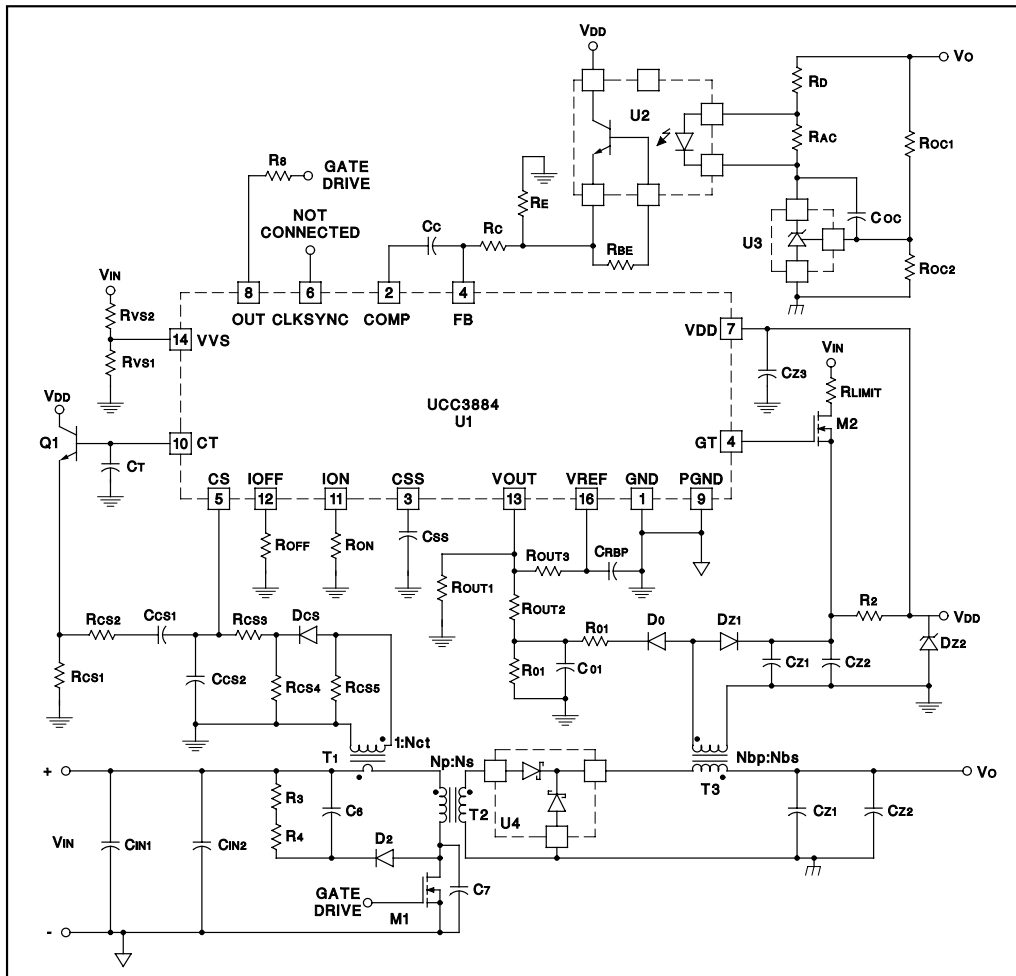 VDD
VO
RD
U2
RAC
ROC1
R8
GATE
DRIVE
RE
NOT
CONNECTED
CC
RC
COC
RBE
U3
ROC2
VIN
8
6
2
4
OUT
CLKSYNC
COMP
FB
RVS2
14
VVS
VDD
7
RVS1
VIN
CZ3
RLIMIT
VDD
UCC3884
U1
M2
Q1
10
CT
GT
4
CT
CS
IOFF
ION
CSS
VOUT
VREF
GND
PGND
5
12
11
3
13
16
1
9
ROFF
RON
CSS
ROUT3
CRBP
ROUT1
ROUT2
R2
VDD
RCS2
CCS1
RCS3
DCS
R01
D0
DZ1
DZ2
RCS1
CCS2
RCS4
RCS5
R01
C01
CZ1
CZ2
1:Nct
T1
Np:Ns
Nbp:Nbs
+
VO
T3
R3
C6
T2
U4
CZ1
CZ2
VIN
CIN1
CIN2
R4
D2
GATE
DRIVE
C7
M1
-